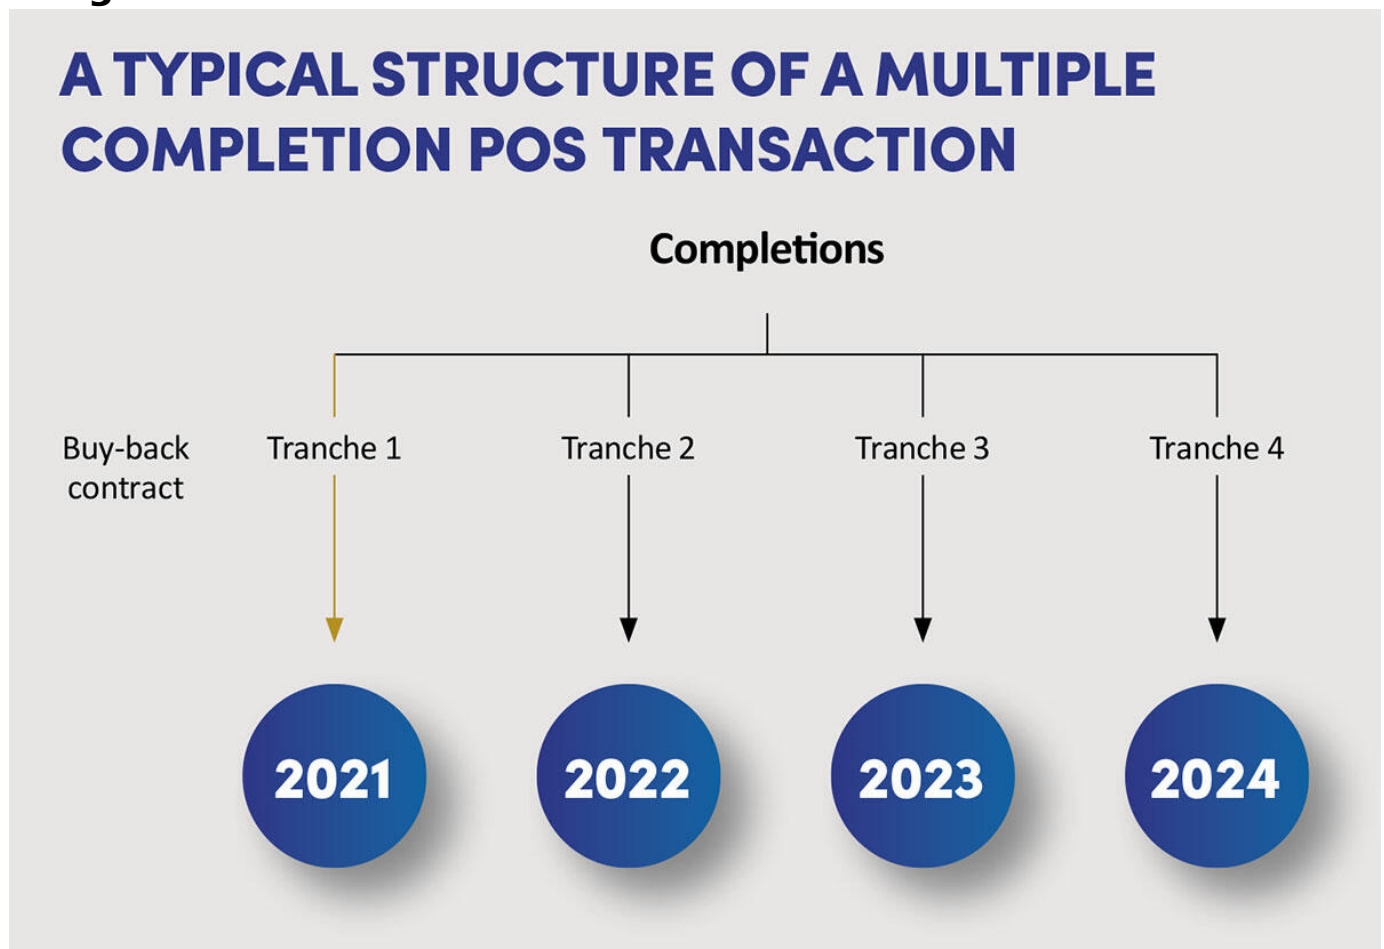 A TYPICAL STRUCTURE OF A MULTIPLE
COMPLETION POS TRANSACTION
Completions
Buy-back
contract
Tranche 1
Tranche 2
Tranche 3
Tranche 4
2021
2022
2023
2024